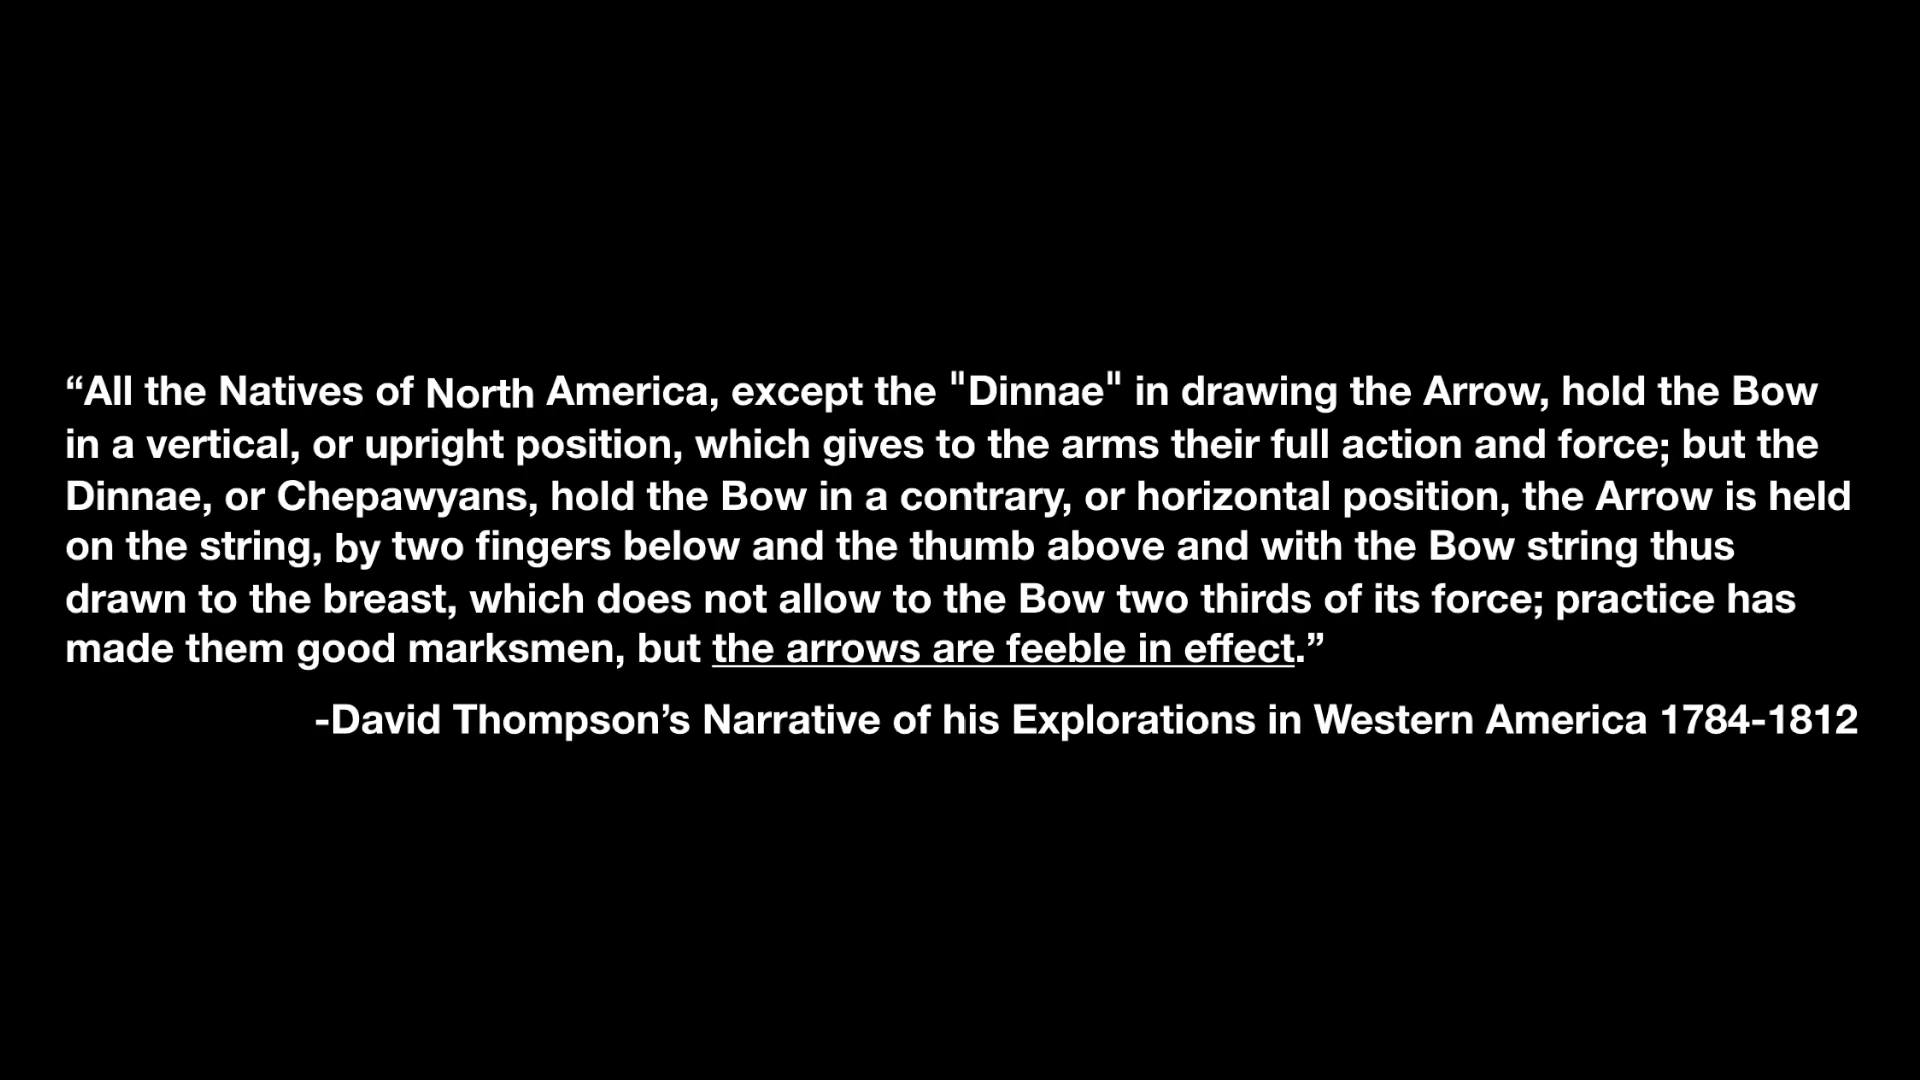 “All the Natives of North America, except the "Dinnae" in drawing the Arrow, hold the Bow
in a vertical, or upright position, which gives to the arms their full action and force; but the
Dinnae, or Chepawyans, hold the Bow in a contrary, or horizontal position, the Arrow is held
on the string, by two fingers below and the thumb above and with the Bow string thus
drawn to the breast, which does not allow to the Bow two thirds of its force; practice has
made them good marksmen, but the arrows are feeble in effect.”
-David Thompson’s Narrative of his Explorations in Western America 1784-1812